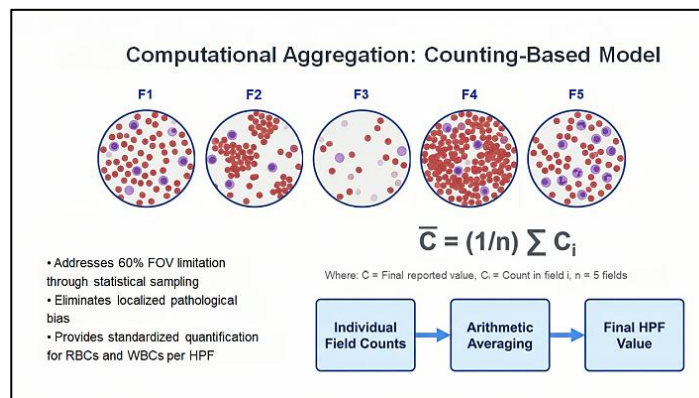 Computational Aggregation: Counting-Based Model
F1 F2 F3 F4 F5
C̅ = (1/n) ∑ Cᵢ
Where: C̄ = Final reported value, Cᵢ = Count in field i, n = 5 fields
• Addresses 60% FOV limitation
through statistical sampling
• Eliminates localized pathological
bias
• Provides standardized quantification
for RBCs and WBCs per HPF
Individual
Field Counts
Arithmetic
Averaging
Final HPF
Value